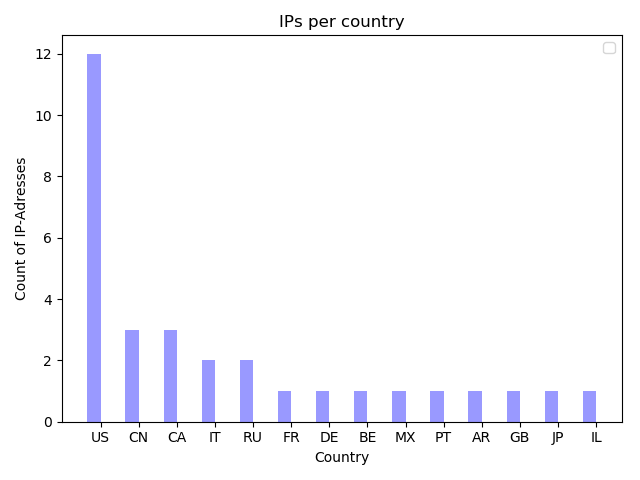 IPs per country
12
10
8
6
4
2
0
Count of IP-Adresses
US CN CA IT RU FR DE BE MX PT AR GB JP IL
Country